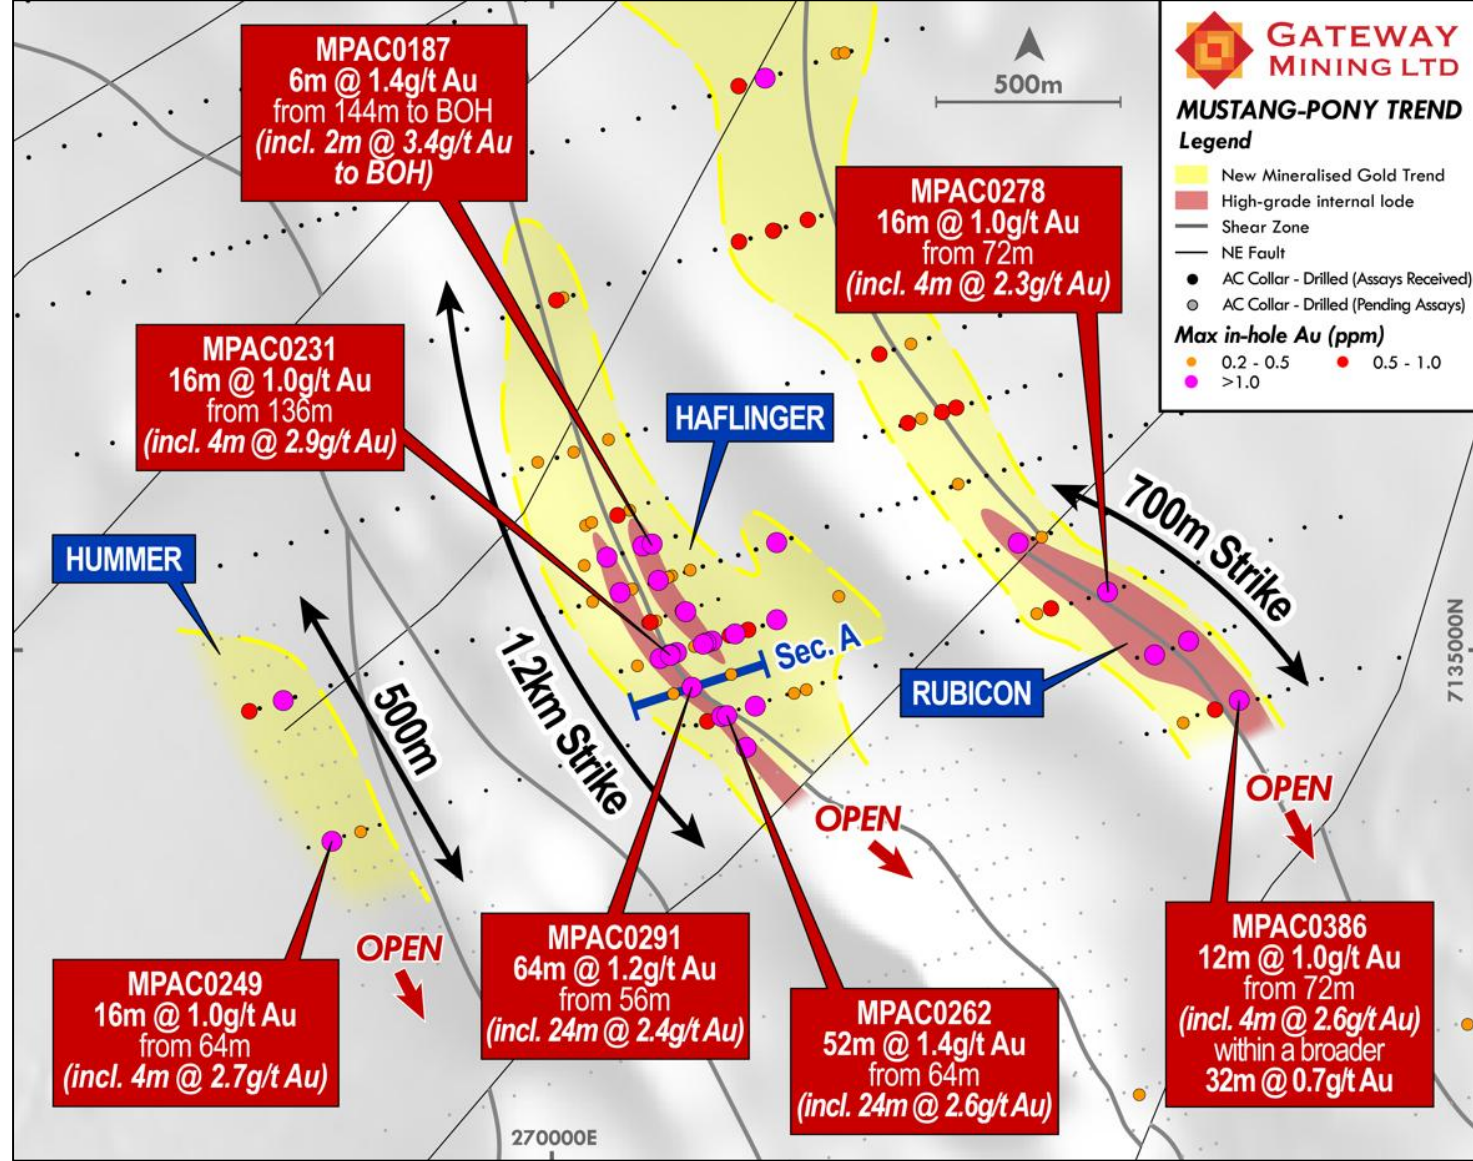 MPAC0187
6m @ 1.4g/t Au
from 144m to BOH
(incl. 2m @ 3.4g/t Au
to BOH)
500m
GATEWAY
MINING LTD
MUSTANG-PONY TREND
Legend
New Mineralised Gold Trend
High-grade internal lode
Shear Zone
NE Fault
AC Collar - Drilled (Assays Received)
AC Collar - Drilled (Pending Assays)
Max in-hole Au (ppm)
0.2 - 0.5
0.5 - 1.0
>1.0
MPAC0278
16m @ 1.0g/t Au
from 72m
(incl. 4m @ 2.3g/t Au)
MPAC0231
16m @ 1.0g/t Au
from 136m
(incl. 4m @ 2.9g/t Au)
HAFLINGER
700m Strike
HUMMER
1.2km Strike
Sec. A
RUBICON
7135000N
500m
OPEN
OPEN
OPEN
MPAC0249
16m @ 1.0g/t Au
from 64m
(incl. 4m @ 2.7g/t Au)
MPAC0291
64m @ 1.2g/t Au
from 56m
(incl. 24m @ 2.4g/t Au)
MPAC0262
52m @ 1.4g/t Au
from 64m
(incl. 24m @ 2.6g/t Au)
MPAC0386
12m @ 1.0g/t Au
from 72m
(incl. 4m @ 2.6g/t Au)
within a broader
32m @ 0.7g/t Au
270000E